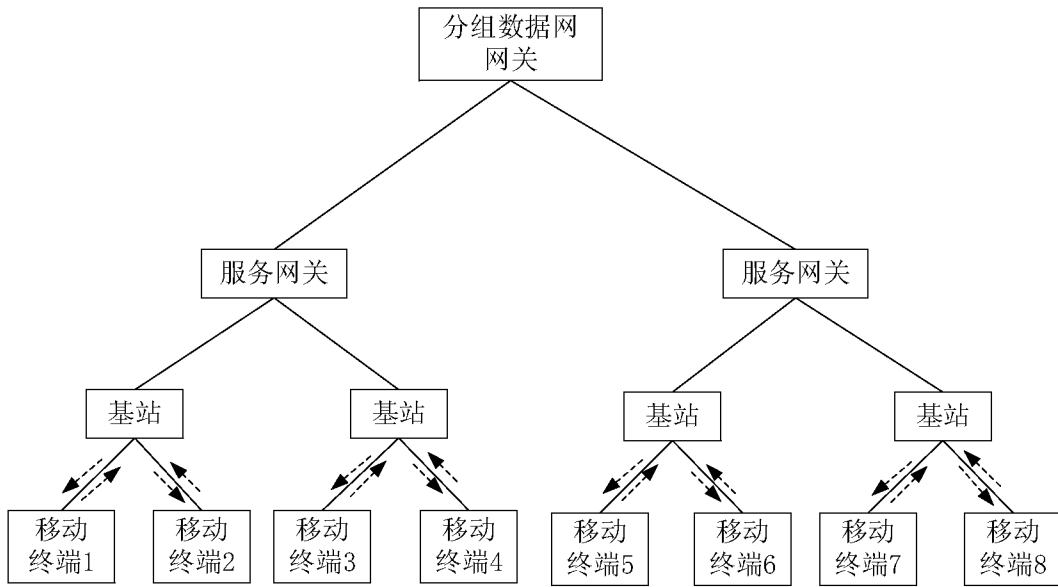 分组数据网
网关
服务网关
服务网关
基站
基站
基站
基站
移动
终端1
移动
终端2
移动
终端3
移动
终端4
移动
终端5
移动
终端6
移动
终端7
移动
终端8